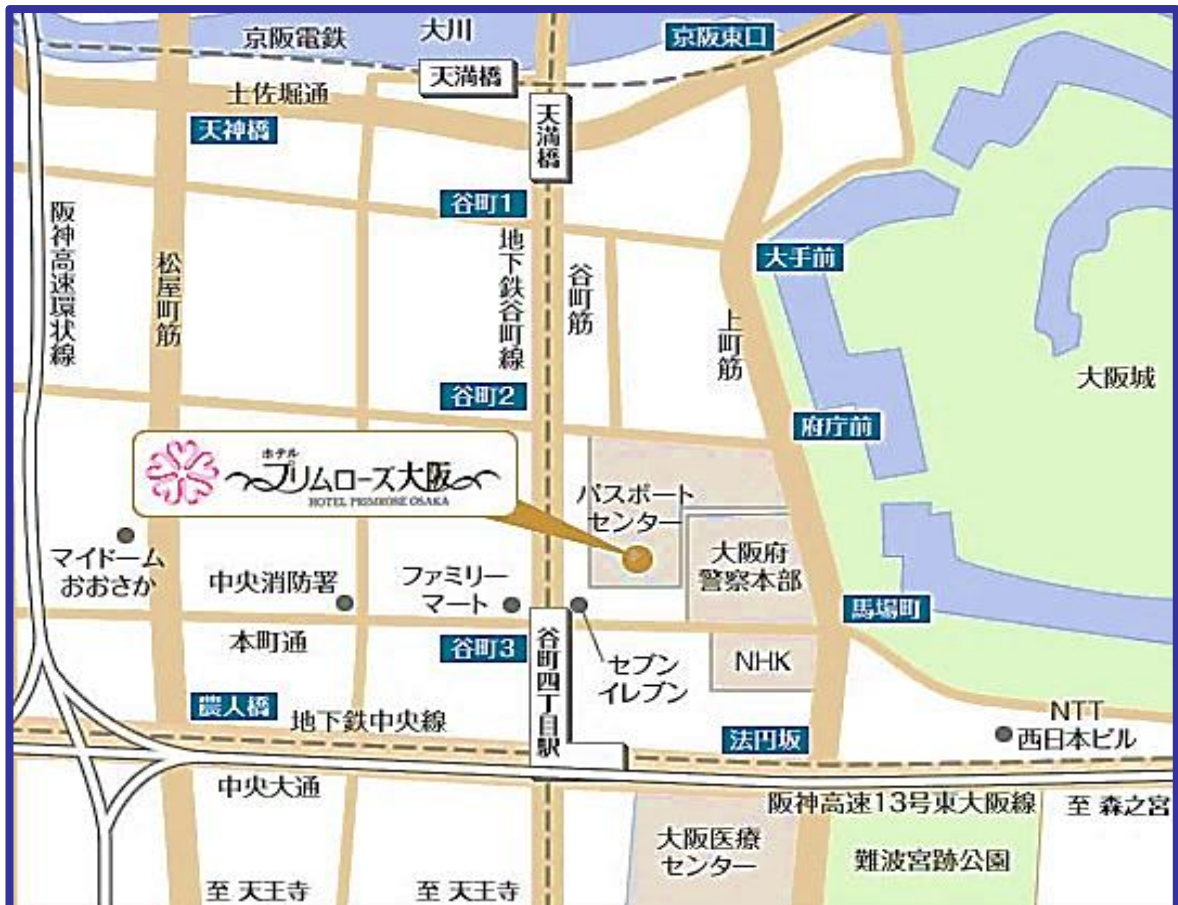 京阪電鉄
大川
京阪東口
天満橋
土佐堀通
天神橋
天満橋
谷町1
阪神高速環状線
松屋町筋
地下鉄谷町線
谷町筋
上町筋
大手前
大阪城
谷町2
府庁前
ホテル
プリムローズ大阪
HOTEL PRIMROSE OSAKA
パスポート
センター
マイドーム
おおさか
中央消防署
ファミリー
マート
大阪府
警察本部
馬場町
本町通
谷町3
谷町四丁目駅
セブン
イレブン
NHK
農人橋
地下鉄中央線
法円坂
NTT
西日本ビル
中央大通
阪神高速13号東大阪線
至 森之宮
大阪医療
センター
難波宮跡公園
至 天王寺
至 天王寺